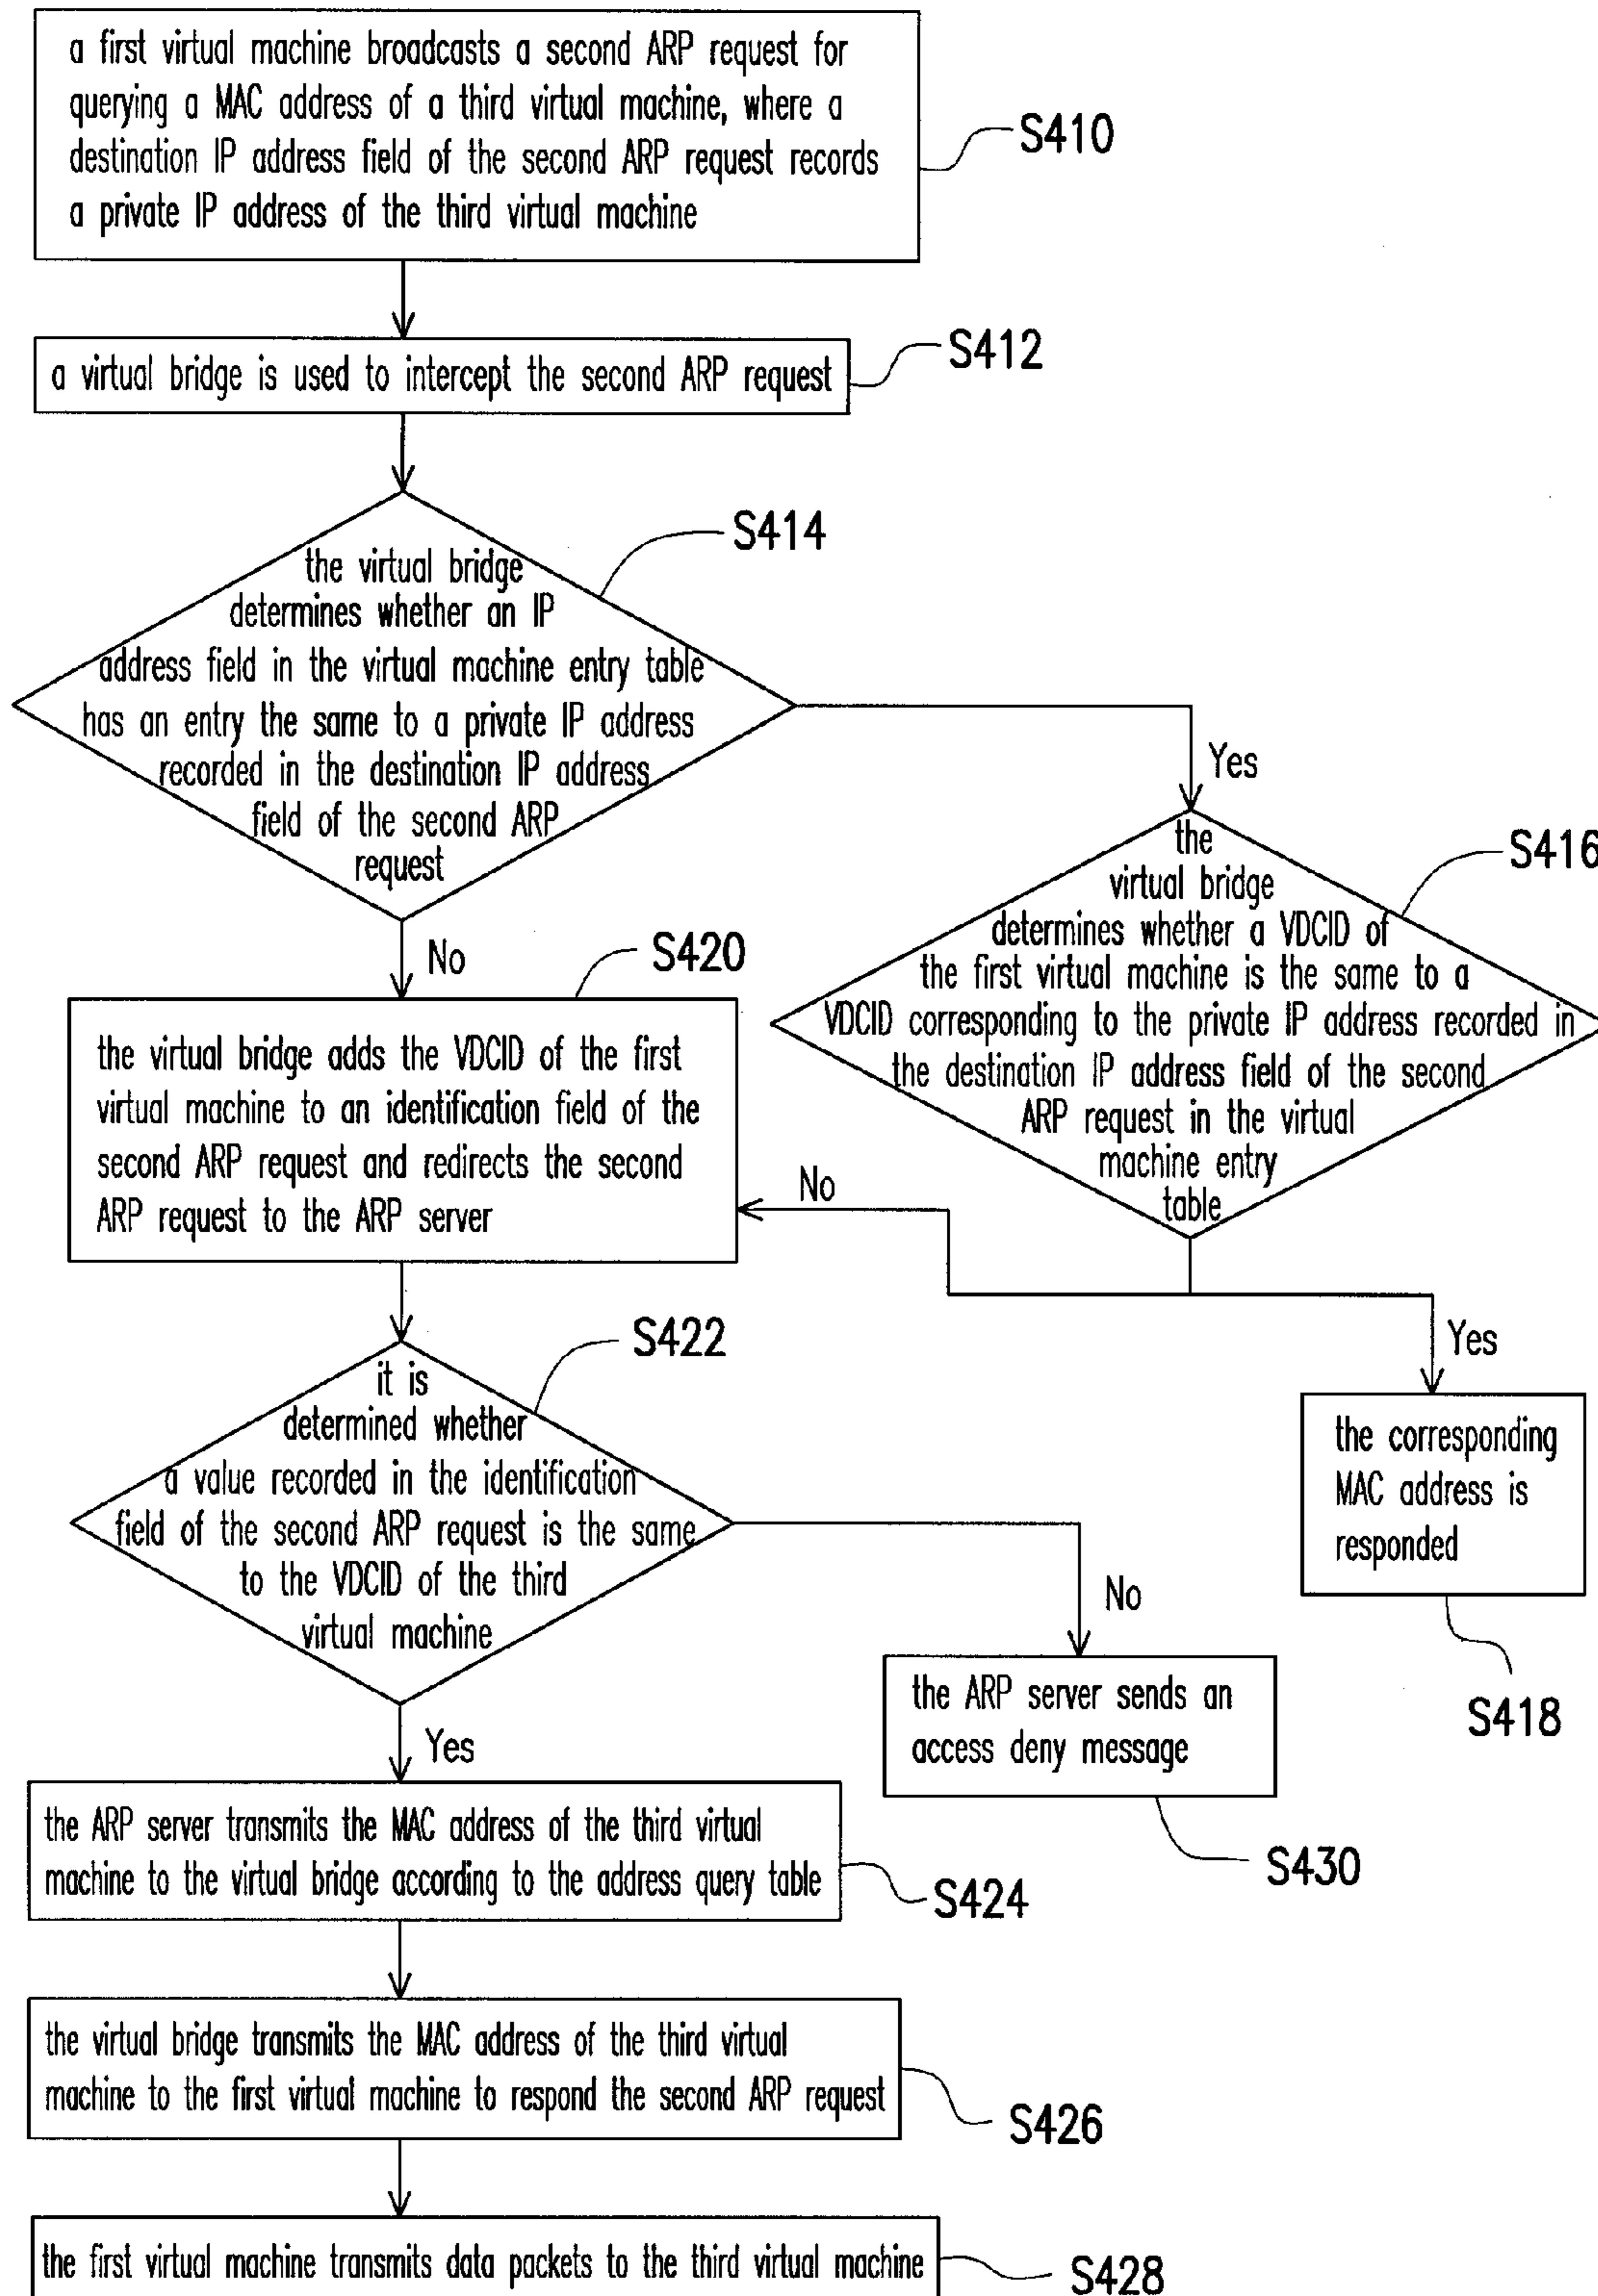 a first virtual machine broadcasts a second ARP request for
querying a MAC address of a third virtual machine, where a
destination IP address field of the second ARP request records
a private IP address of the third virtual machine
S410
a virtual bridge is used to intercept the second ARP request
S412
S414
the virtual bridge
determines whether an IP
address field in the virtual machine entry table
has an entry the same to a private IP address
recorded in the destination IP address
field of the second ARP
request
Yes
No
S416
the
virtual bridge
determines whether a VDCID of
the first virtual machine is the same to a
VDCID corresponding to the private IP address recorded in
the destination IP address field of the second
ARP request in the virtual
machine entry
table
No
Yes
S418
the corresponding
MAC address is
responded
S420
the virtual bridge adds the VDCID of the first
virtual machine to an identification field of the
second ARP request and redirects the second
ARP request to the ARP server
S422
it is
determined whether
a value recorded in the identification
field of the second ARP request is the same
to the VDCID of the third
virtual machine
No
the ARP server sends an
access deny message
S430
Yes
the ARP server transmits the MAC address of the third virtual
machine to the virtual bridge according to the address query table
S424
the virtual bridge transmits the MAC address of the third virtual
machine to the first virtual machine to respond the second ARP request
S426
the first virtual machine transmits data packets to the third virtual machine
S428